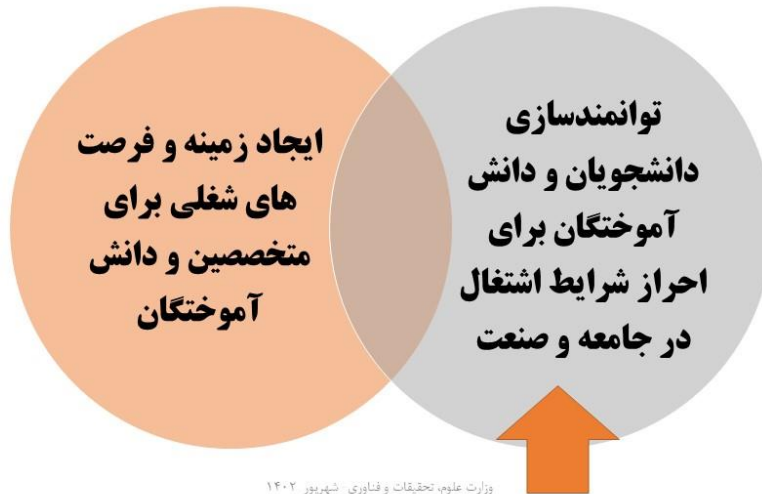 توانمندسازی
دانشجویان و دانش
آموختگان برای
احراز شرایط اشتغال
در جامعه و صنعت
ایجاد زمینه و فرصت
های شغلی برای
متخصصین و دانش
آموختگان
وزارت علوم، تحقیقات و فناوری - شهریور ۱۴۰۲